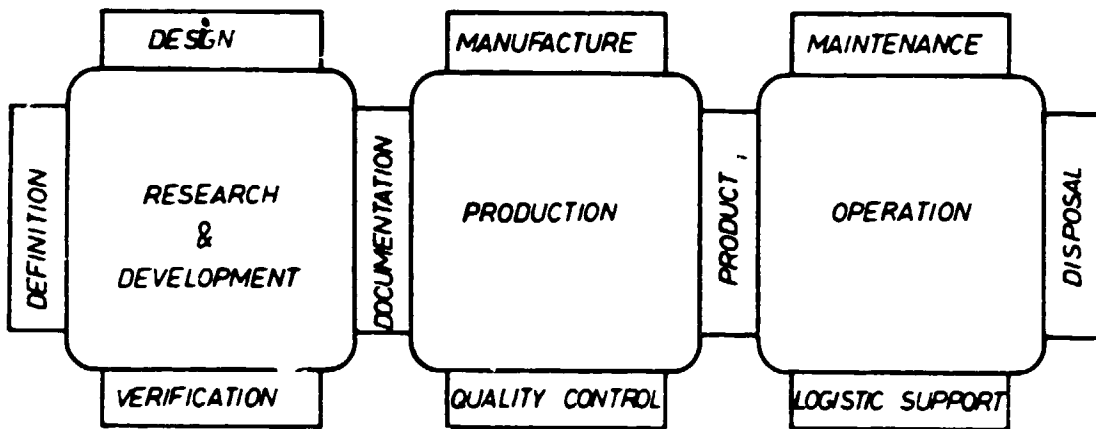 DESIGN
MANUFACTURE
MAINTENANCE
DEFINITION
RESEARCH
&
DEVELOPMENT
DOCUMENTATION
PRODUCTION
PRODUCT
OPERATION
DISPOSAL
VERIFICATION
QUALITY CONTROL
LOGISTIC SUPPORT